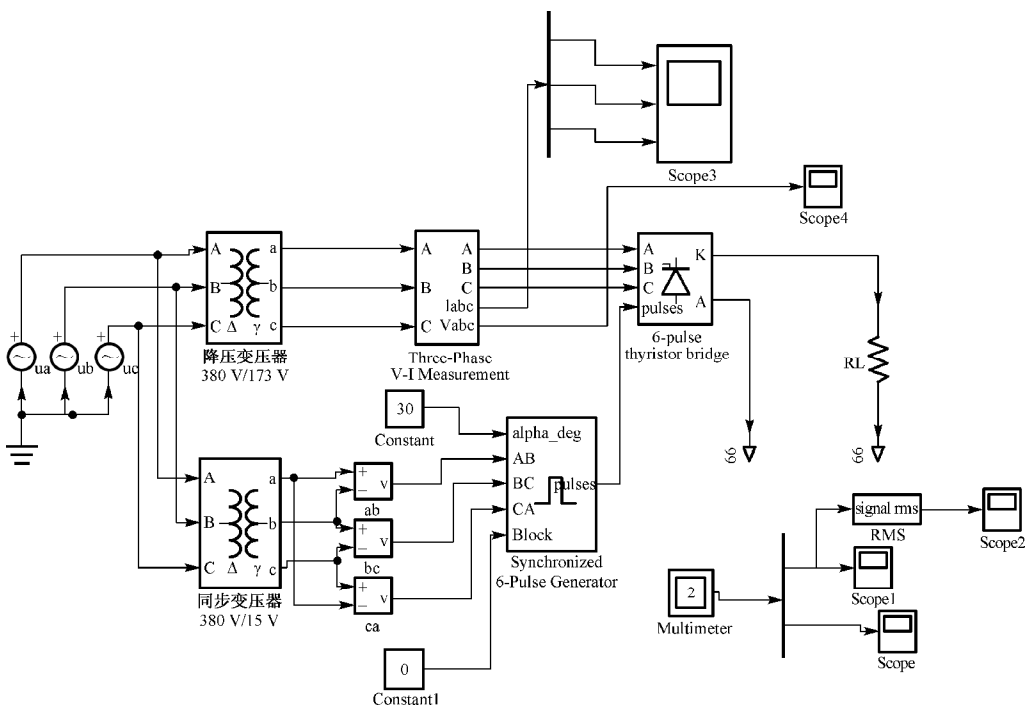 Scope3
Scope4
A
B
C
Δ
γ
a
b
c
降压变压器
380 V/173 V
A
B
C
A
B
C
Iabc
Vabc
Three-Phase
V-I Measurement
A
B
C
pulses
K
A
6-pulse
thyristor bridge
RL
66
66
+
ua
+
ub
+
uc
30
Constant
A
B
C
Δ
γ
a
b
c
同步变压器
380 V/15 V
+
−
v
ab
+
−
v
bc
+
−
v
ca
alpha_deg
AB
BC
CA
Block
pulses
Synchronized
6-Pulse Generator
0
Constant1
2
Multimeter
signal rms
RMS
Scope2
Scope1
Scope